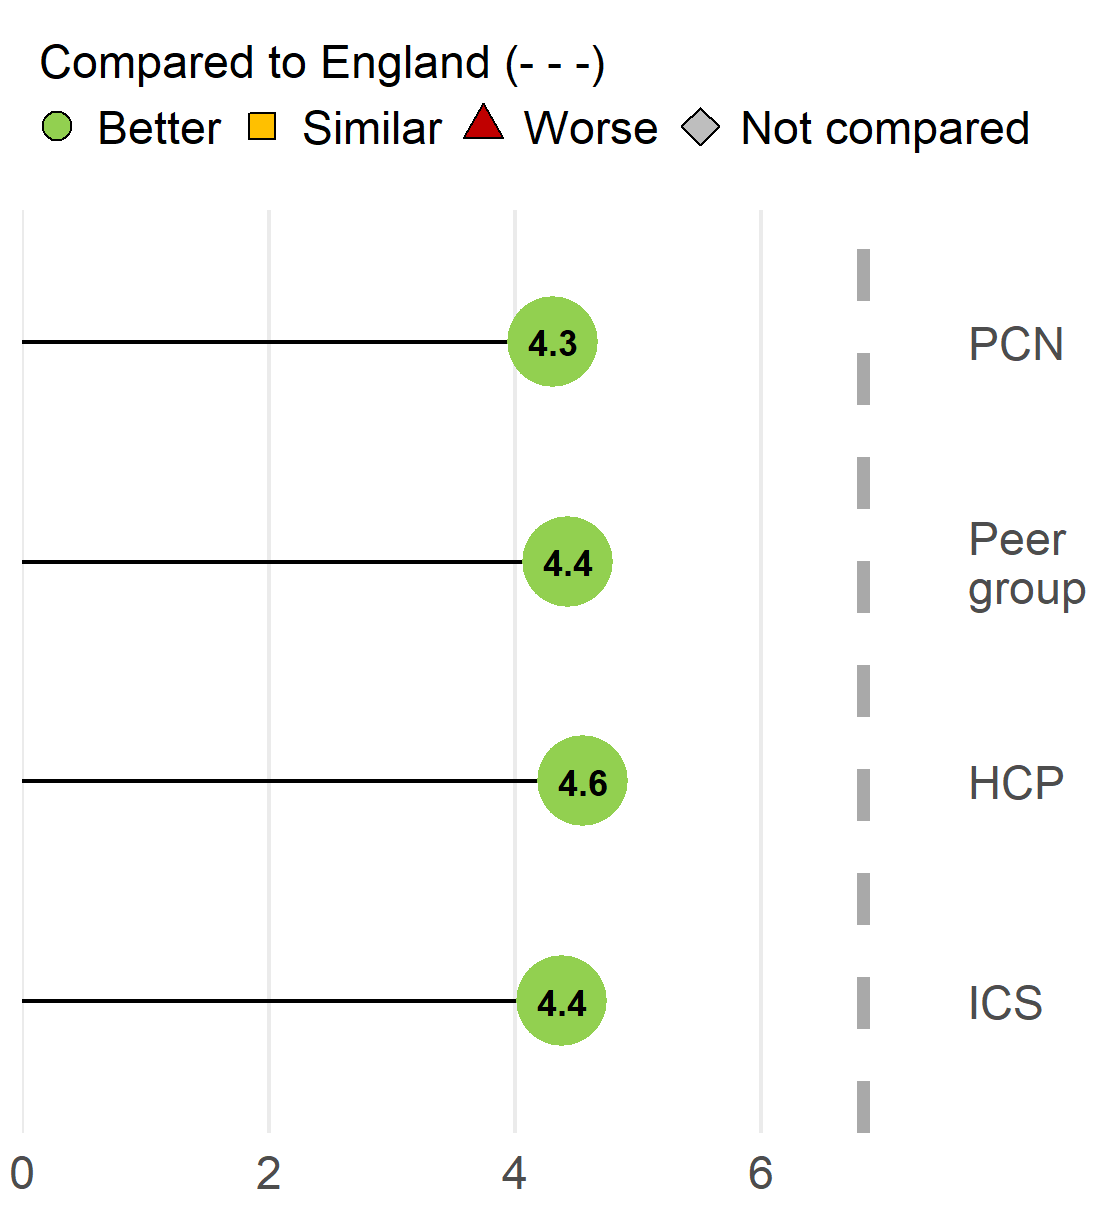 Compared to England (- - -)
Better Similar Worse Not compared
4.3 PCN
4.4 Peer
group
4.6 HCP
4.4 ICS
0 2 4 6